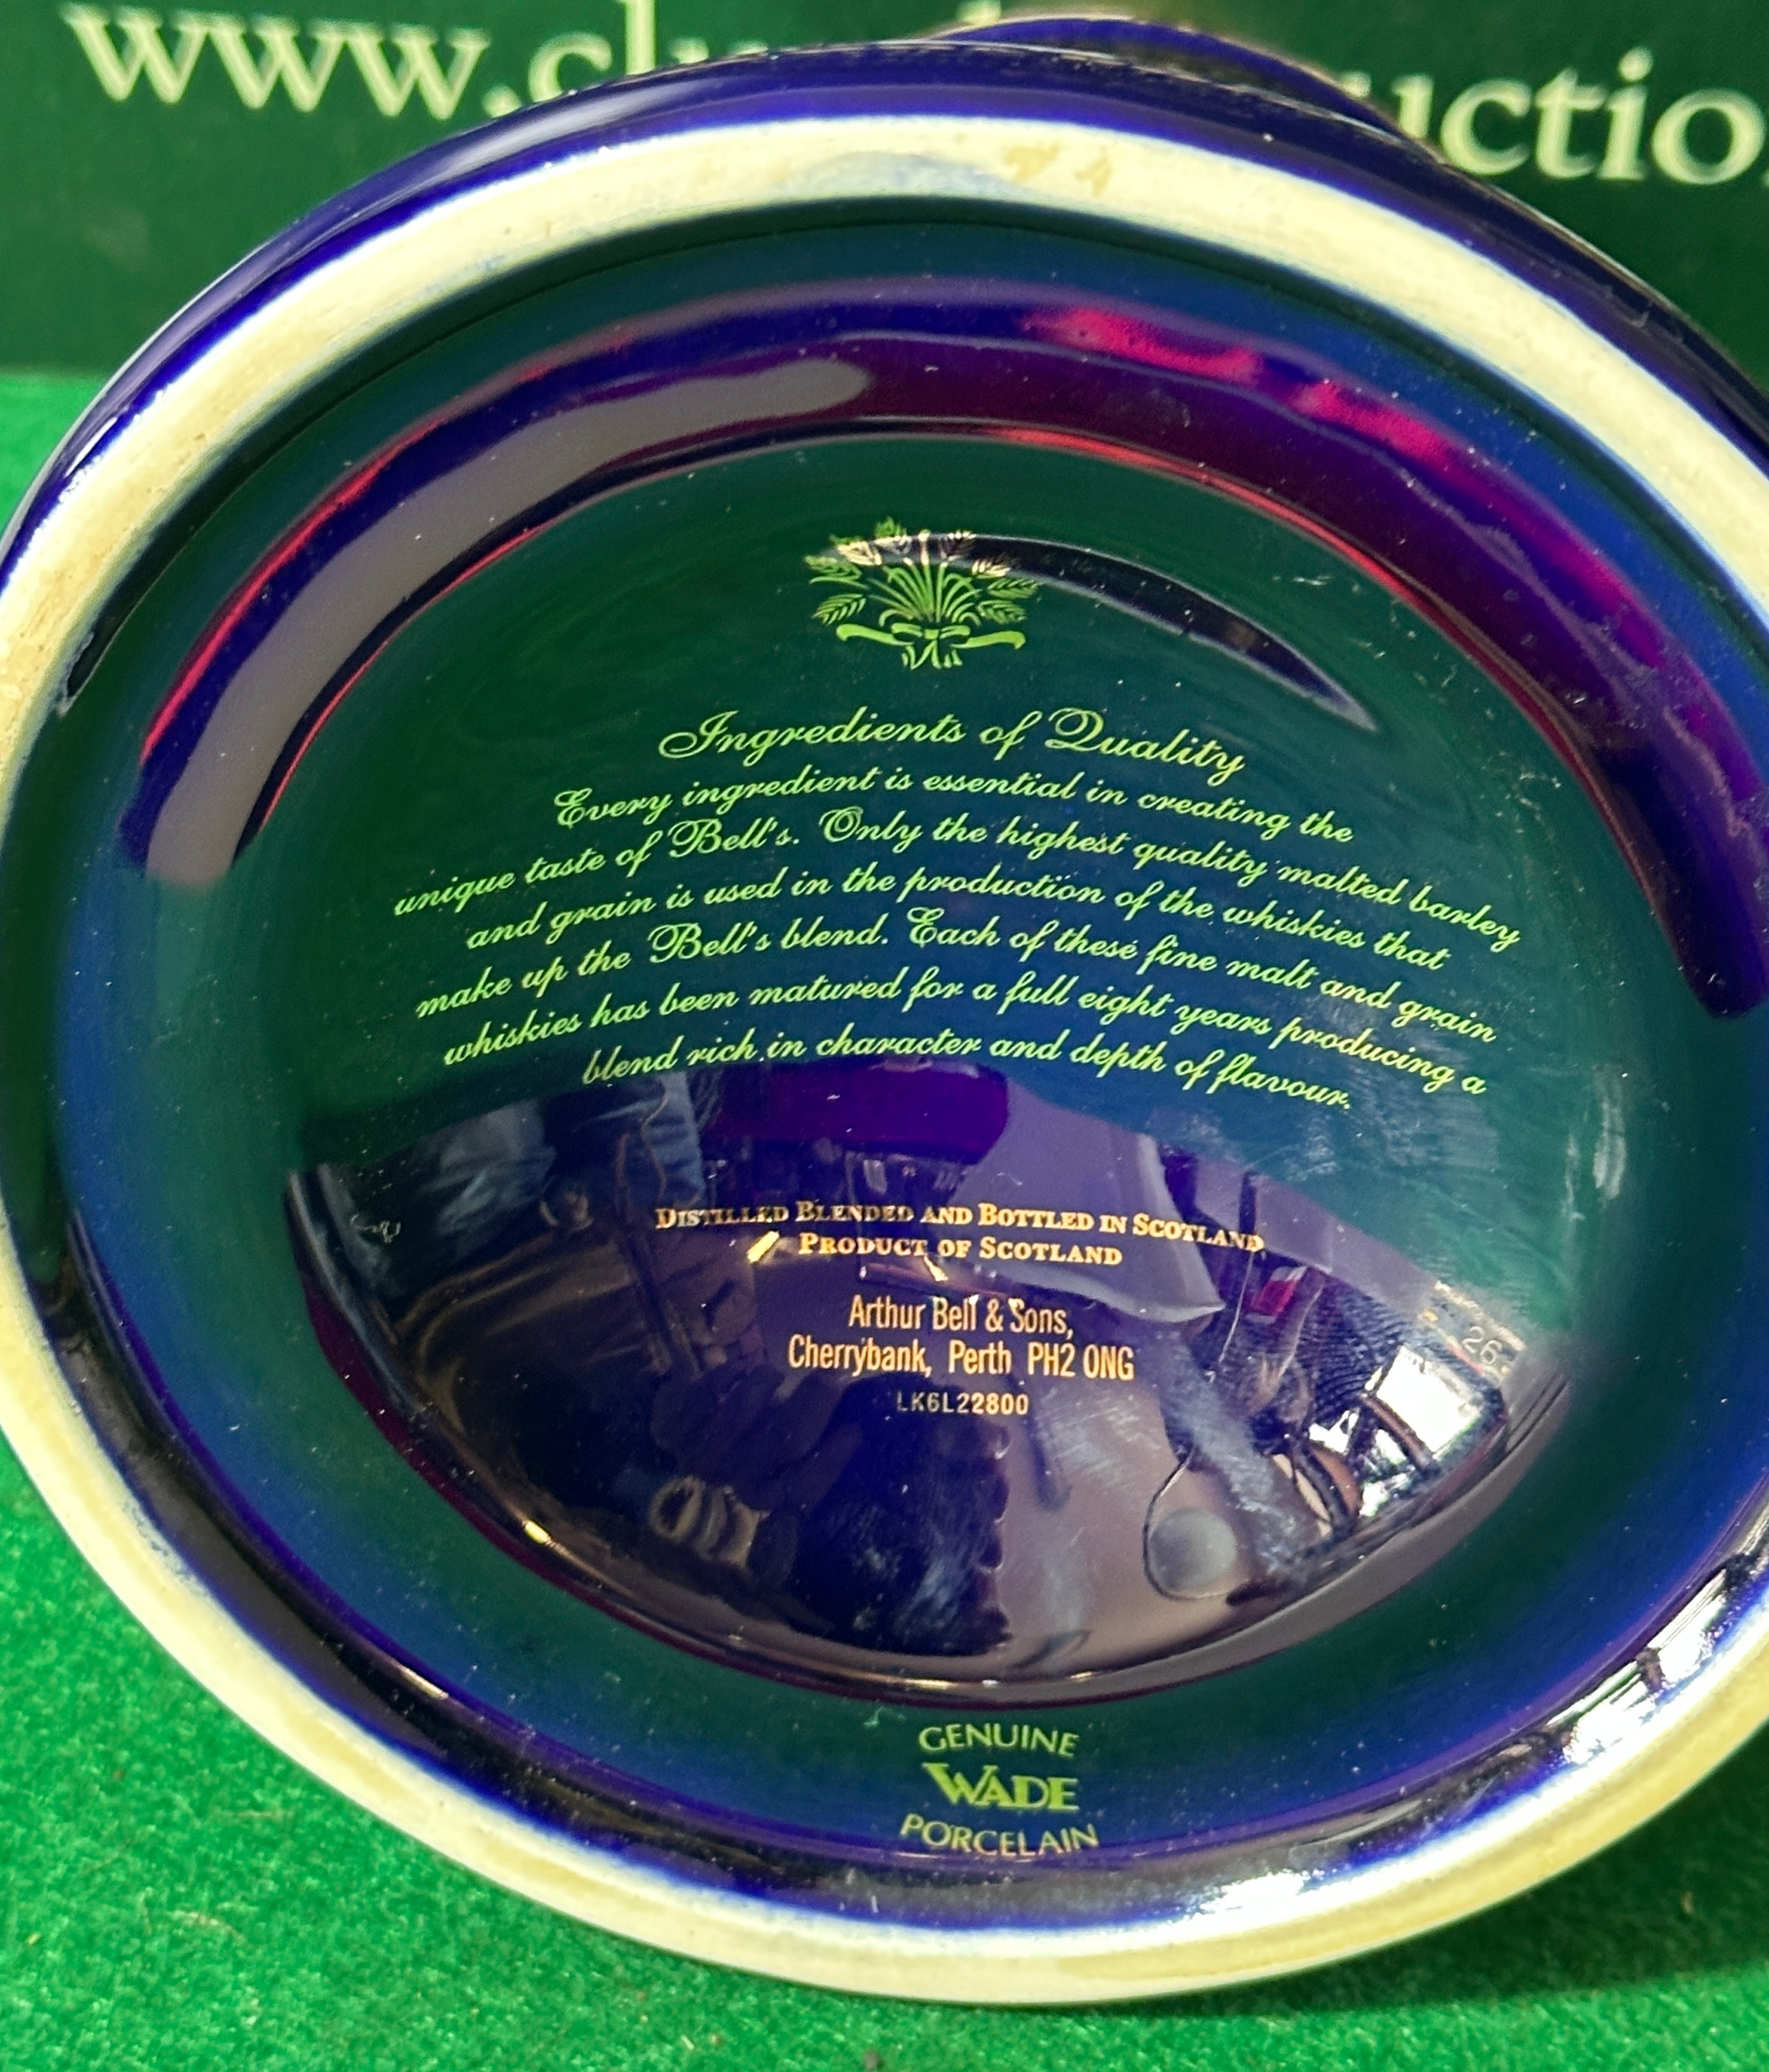 www.
Ingredients of Quality
Every ingredient is essential in creating the
unique taste of Bell's. Only the highest quality malted barley
and grain is used in the production of the whiskies that
make up the Bell's blend. Each of these fine malt and grain
whiskies has been matured for a full eight years producing a
blend rich in character and depth of flavour.
DISTILLED BLENDED AND BOTTLED IN SCOTLAND
PRODUCT OF SCOTLAND
Arthur Bell & Sons,
Cherrybank, Perth PH2 0NG
LK6L22800
26
GENUINE
WADE
PORCELAIN